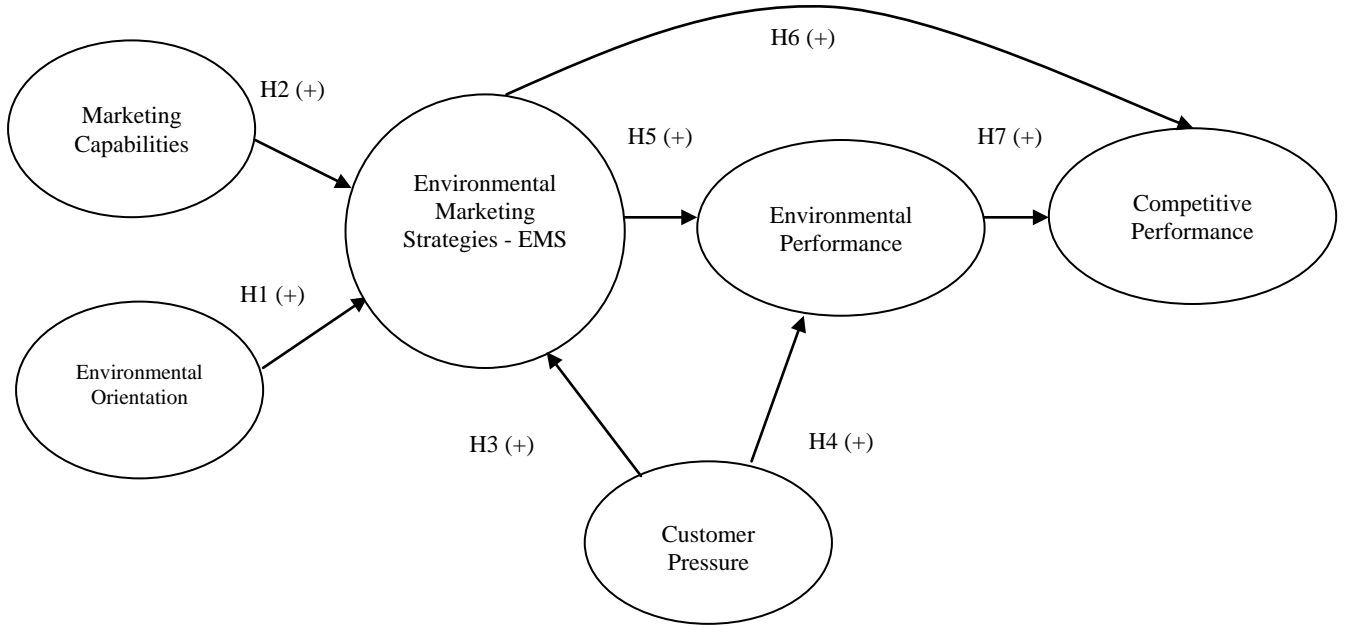 H6 (+)
H2 (+)
Marketing
Capabilities
H5 (+)
H7 (+)
Environmental
Marketing
Strategies - EMS
Environmental
Performance
Competitive
Performance
H1 (+)
Environmental
Orientation
H3 (+)
H4 (+)
Customer
Pressure